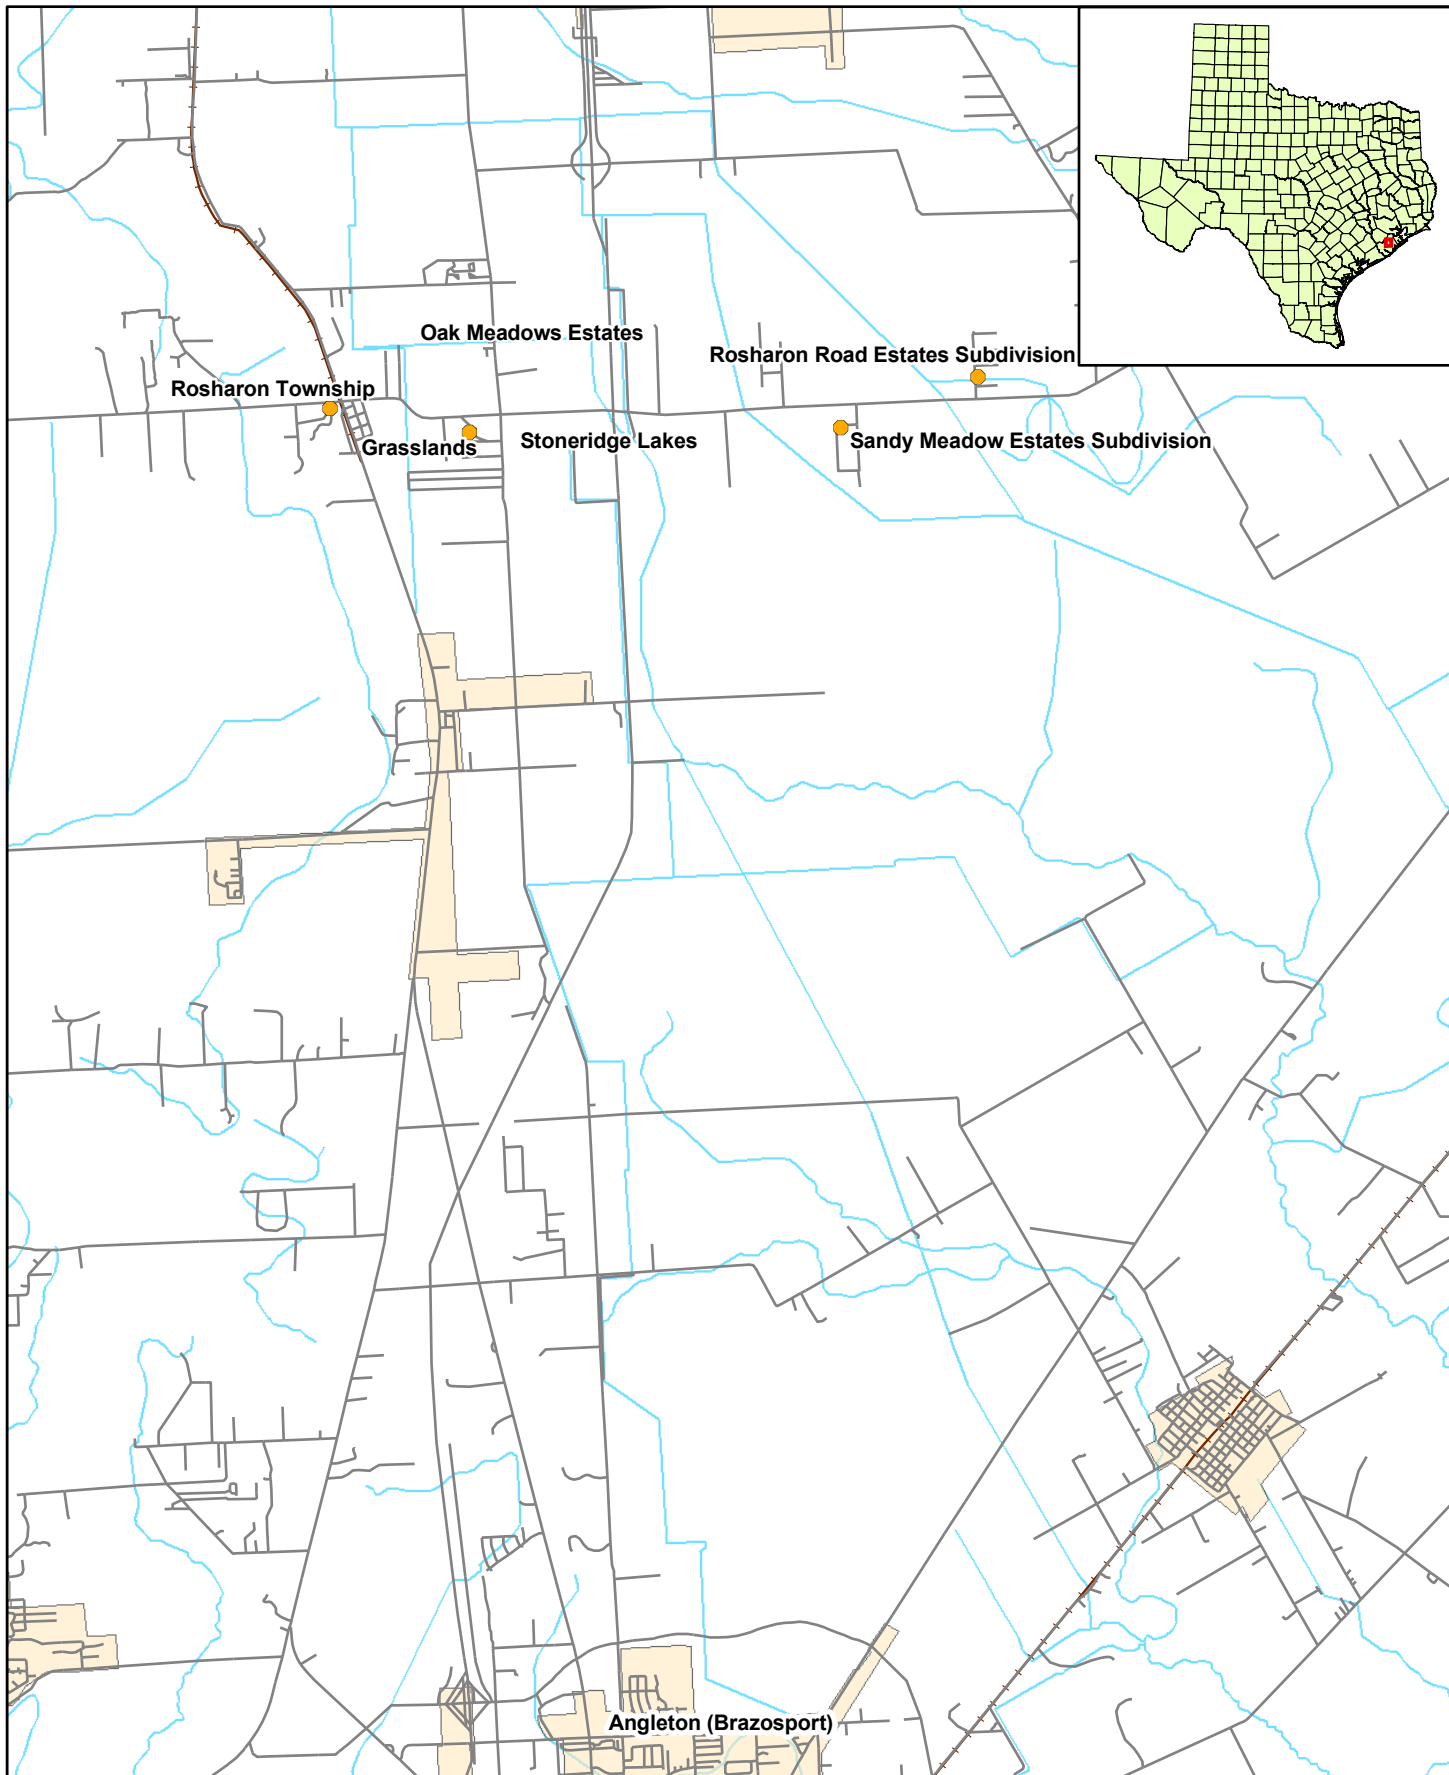 Oak Meadows Estates
Rosharon Road Estates Subdivision
Rosharon Township
Grasslands
Stoneridge Lakes
Sandy Meadow Estates Subdivision
Angleton (Brazosport)